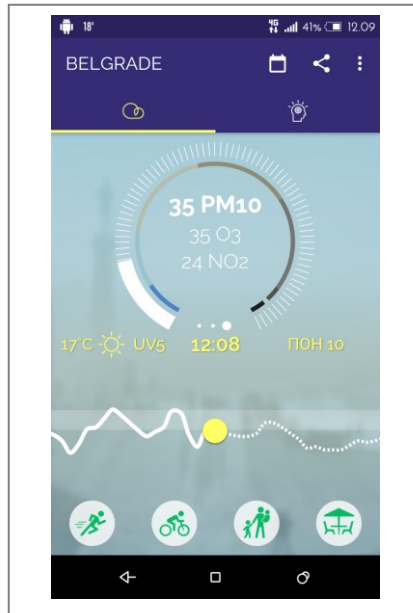 18° 4G 41% 12.09
BELGRADE
35 PM10
35 O3
24 NO2
17°C UV5 12:08 ПОН 10